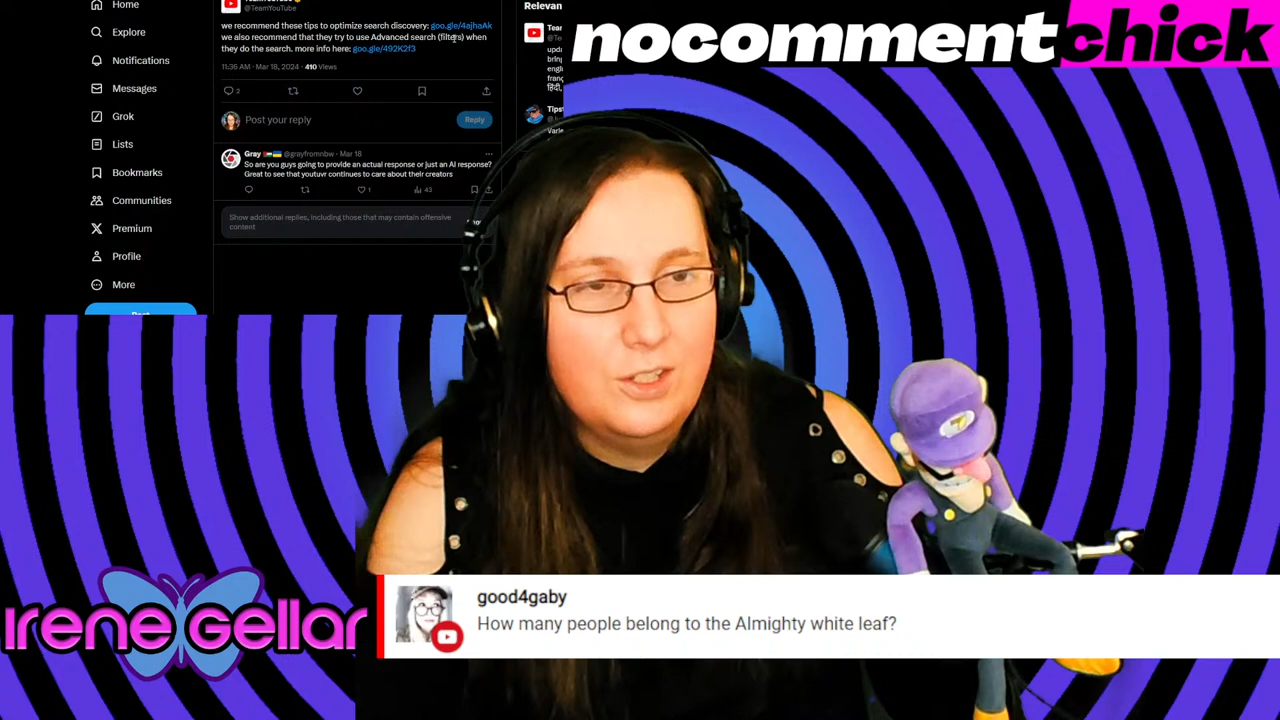 Home
Explore
Notifications
Messages
Grok
Lists
Bookmarks
Communities
Premium
Profile
More
@TeamYouTube
we recommend these tips to optimize search discovery: goo.gle/4ajhaAk
we also recommend that they try to use Advanced search (filters) when
they do the search. more info here: goo.gle/492K2f3
11:36 AM · Mar 18, 2024 · 410 Views
2
Post your reply
Reply
Gray @grayfromnbw · Mar 18
So are you guys going to provide an actual response or just an AI response?
Great to see that youtuvr continues to care about their creators
1
43
Show additional replies, including those that may contain offensive
content
Relevan
nocommentchick
irene Gellar
good4gaby
How many people belong to the Almighty white leaf?